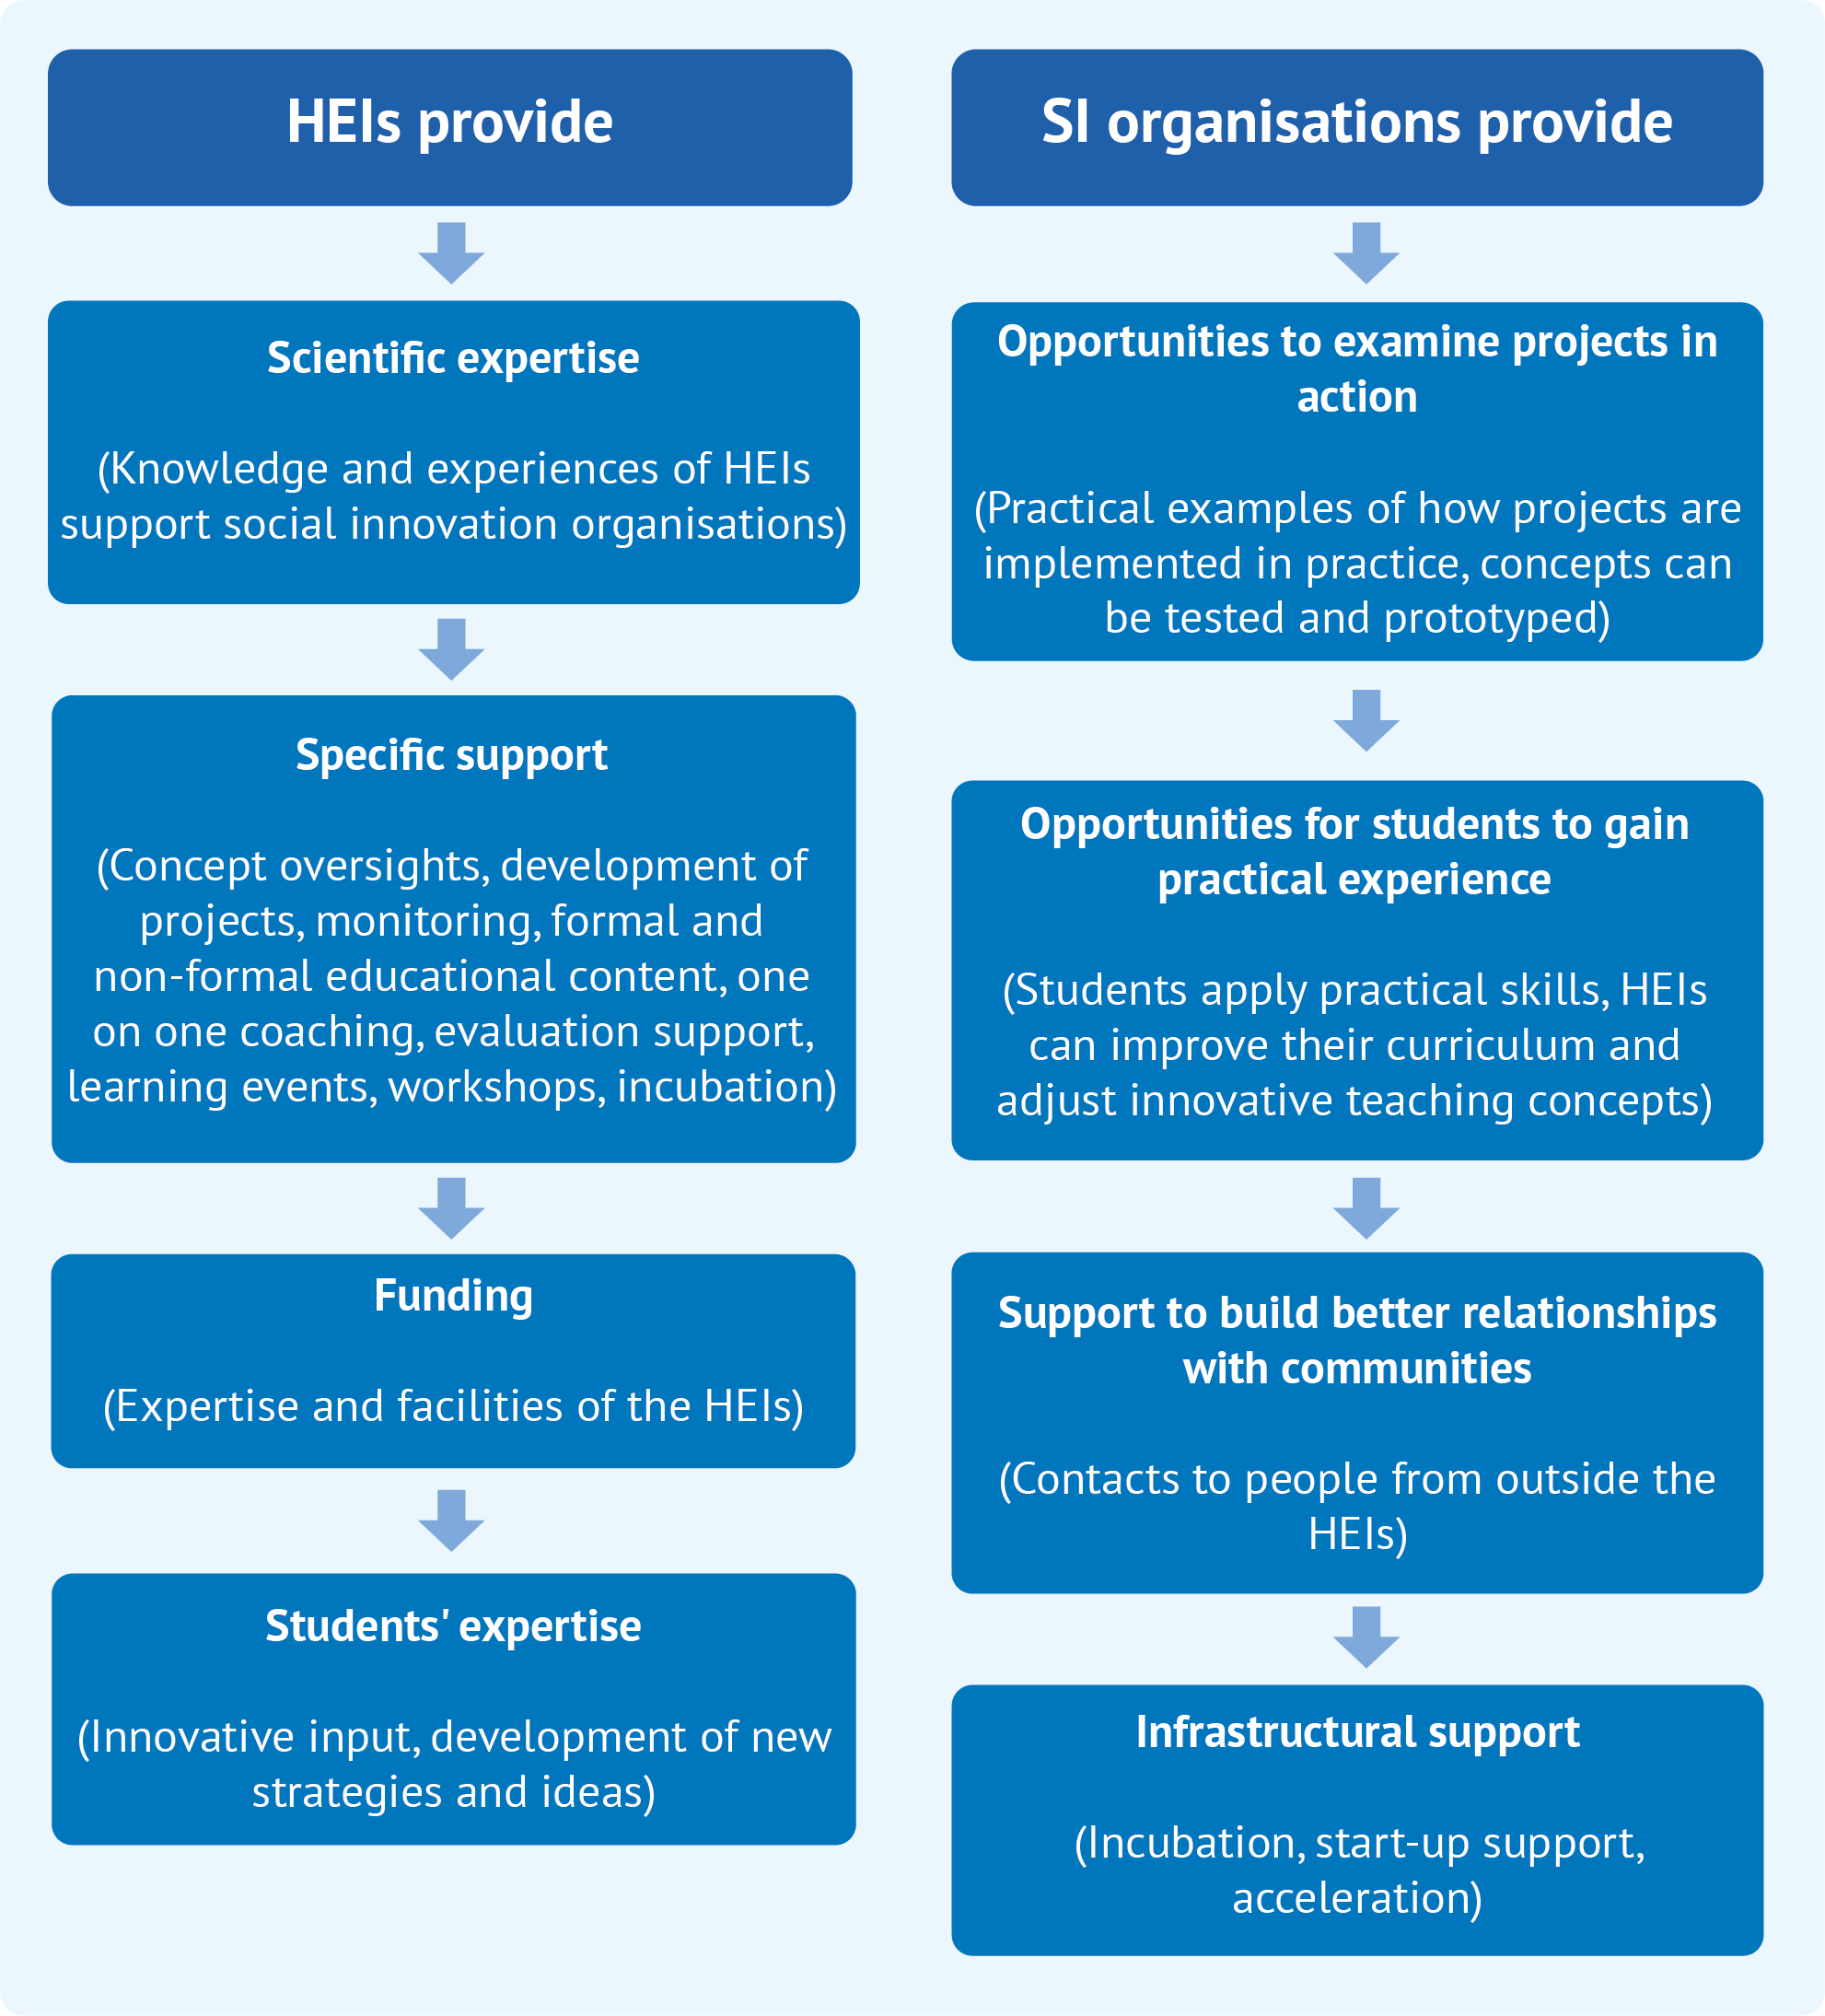 HEIs provide
Scientific expertise
(Knowledge and experiences of HEIs
support social innovation organisations)
Specific support
(Concept oversights, development of
projects, monitoring, formal and
non-formal educational content, one
on one coaching, evaluation support,
learning events, workshops, incubation)
Funding
(Expertise and facilities of the HEIs)
Students' expertise
(Innovative input, development of new
strategies and ideas)
SI organisations provide
Opportunities to examine projects in
action
(Practical examples of how projects are
implemented in practice, concepts can
be tested and prototyped)
Opportunities for students to gain
practical experience
(Students apply practical skills, HEIs
can improve their curriculum and
adjust innovative teaching concepts)
Support to build better relationships
with communities
(Contacts to people from outside the
HEIs)
Infrastructural support
(Incubation, start-up support,
acceleration)